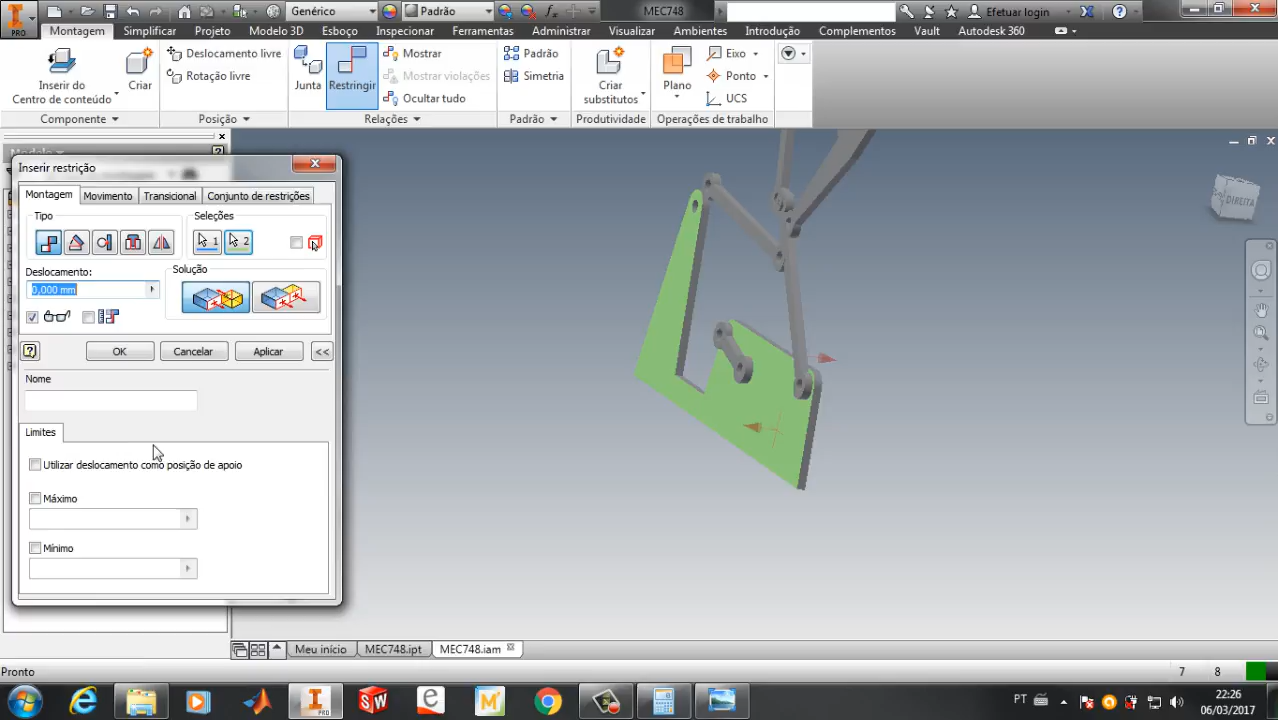 PRO
Genérico
Padrão
MEC748
Efetuar login
Montagem
Simplificar
Projeto
Modelo 3D
Esboço
Inspecionar
Ferramentas
Administrar
Visualizar
Ambientes
Introdução
Complementos
Vault
Autodesk 360
Inserir do
Centro de conteúdo
Criar
Deslocamento livre
Rotação livre
Junta
Restringir
Mostrar
Mostrar violações
Ocultar tudo
Padrão
Simetria
Criar
substitutos
Plano
Eixo
Ponto
UCS
Componente
Posição
Relações
Padrão
Produtividade
Operações de trabalho
Inserir restrição
Montagem
Movimento
Transicional
Conjunto de restrições
Tipo
Seleções
1
2
Deslocamento:
0,000 mm
Solução
OK
Cancelar
Aplicar
<<
Nome
Limites
Utilizar deslocamento como posição de apoio
Máximo
Mínimo
DIREITA
Meu início
MEC748.ipt
MEC748.iam
Pronto
7
8
PRO
SW
PT
22:26
06/03/2017